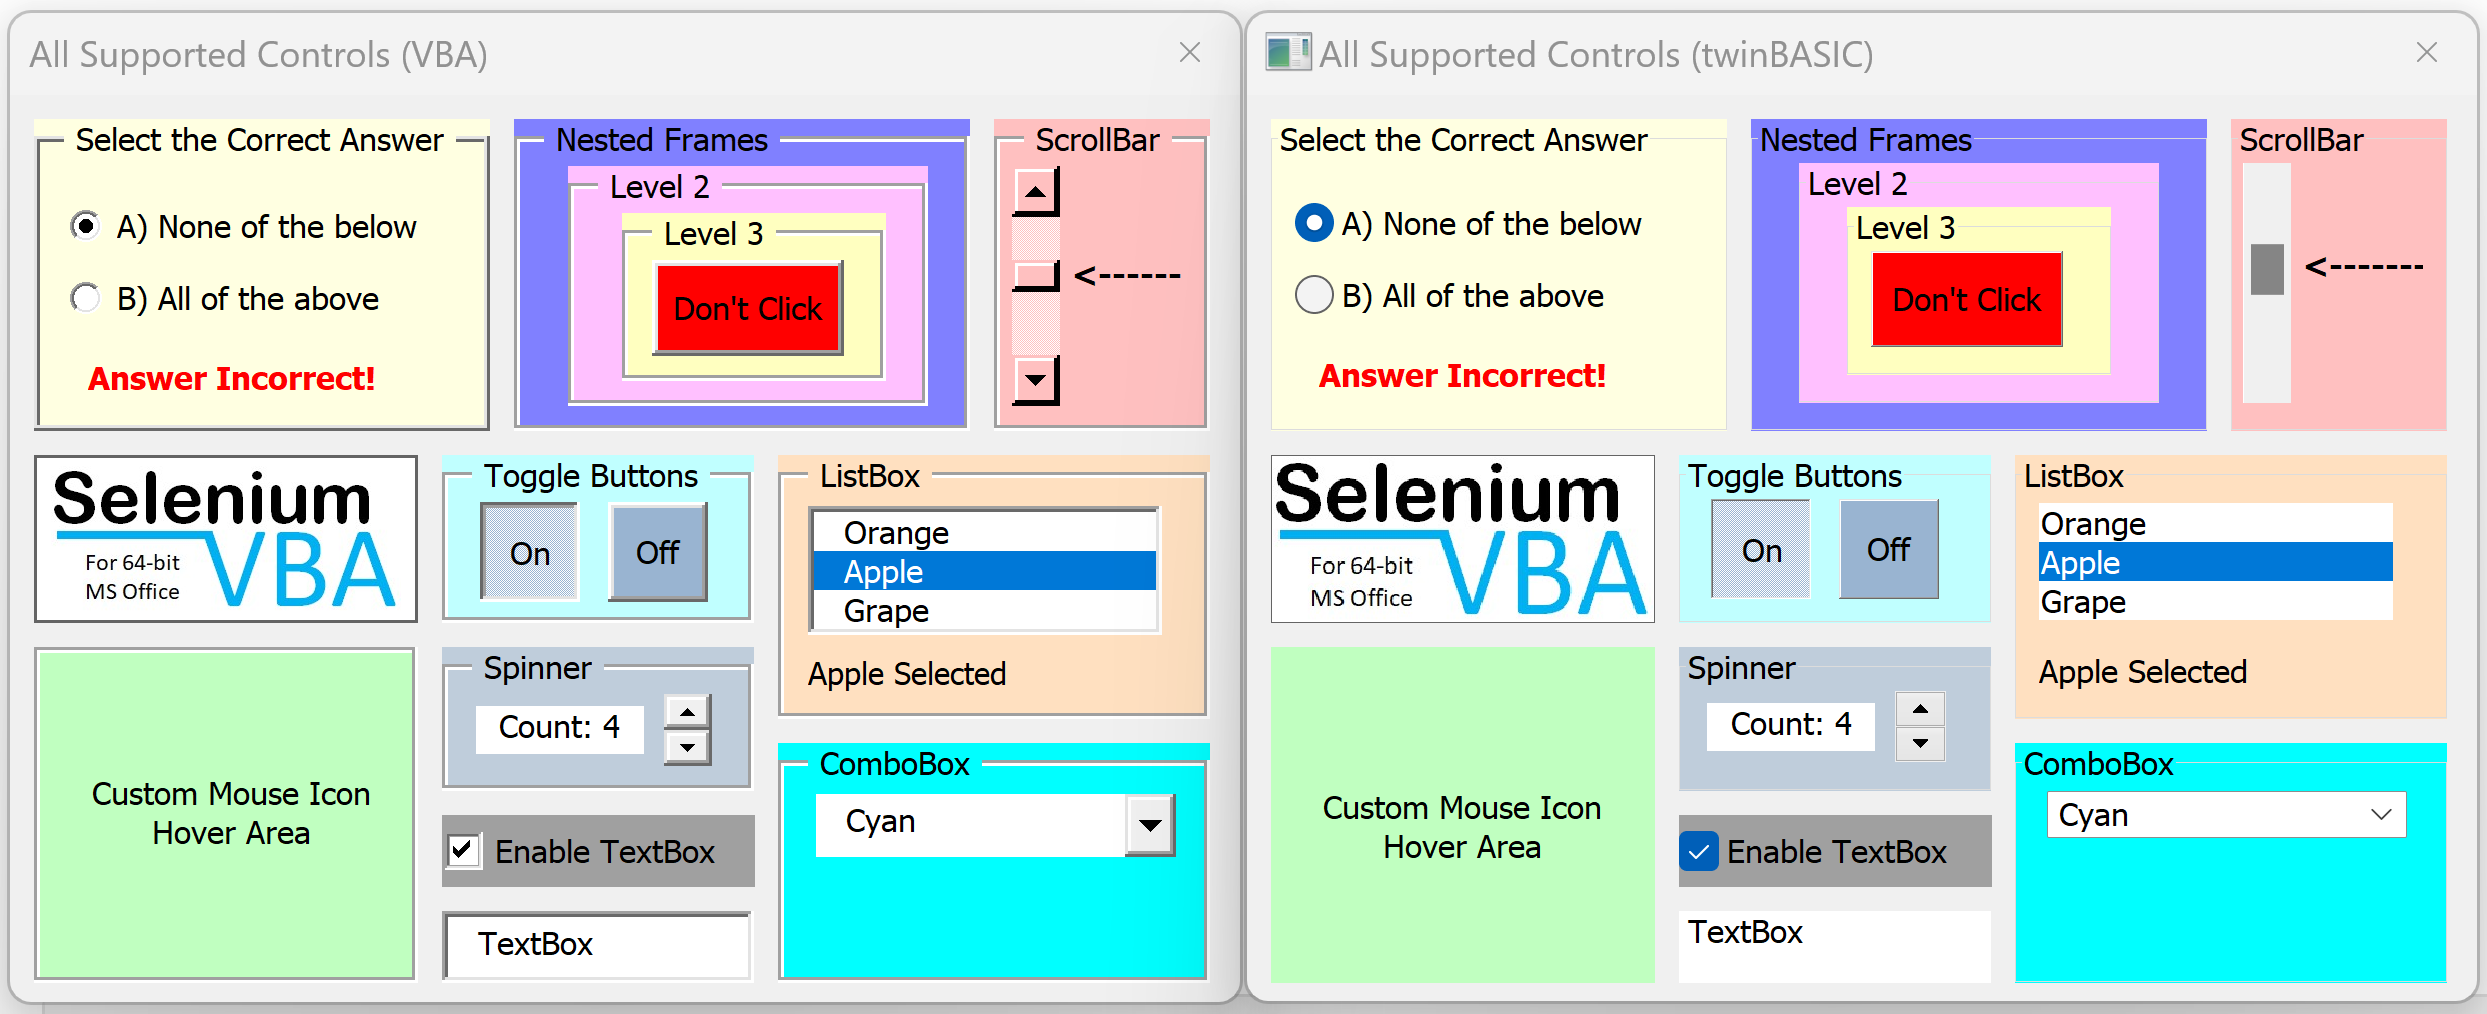 All Supported Controls (VBA)
Select the Correct Answer
A) None of the below
B) All of the above
Answer Incorrect!
Nested Frames
Level 2
Level 3
Don't Click
ScrollBar
<------
Selenium
VBA
For 64-bit
MS Office
Toggle Buttons
On
Off
ListBox
Orange
Apple
Grape
Apple Selected
Custom Mouse Icon
Hover Area
Spinner
Count: 4
Enable TextBox
TextBox
ComboBox
Cyan
All Supported Controls (twinBASIC)
Select the Correct Answer
A) None of the below
B) All of the above
Answer Incorrect!
Nested Frames
Level 2
Level 3
Don't Click
ScrollBar
<-------
Selenium
VBA
For 64-bit
MS Office
Toggle Buttons
On
Off
ListBox
Orange
Apple
Grape
Apple Selected
Custom Mouse Icon
Hover Area
Spinner
Count: 4
Enable TextBox
TextBox
ComboBox
Cyan